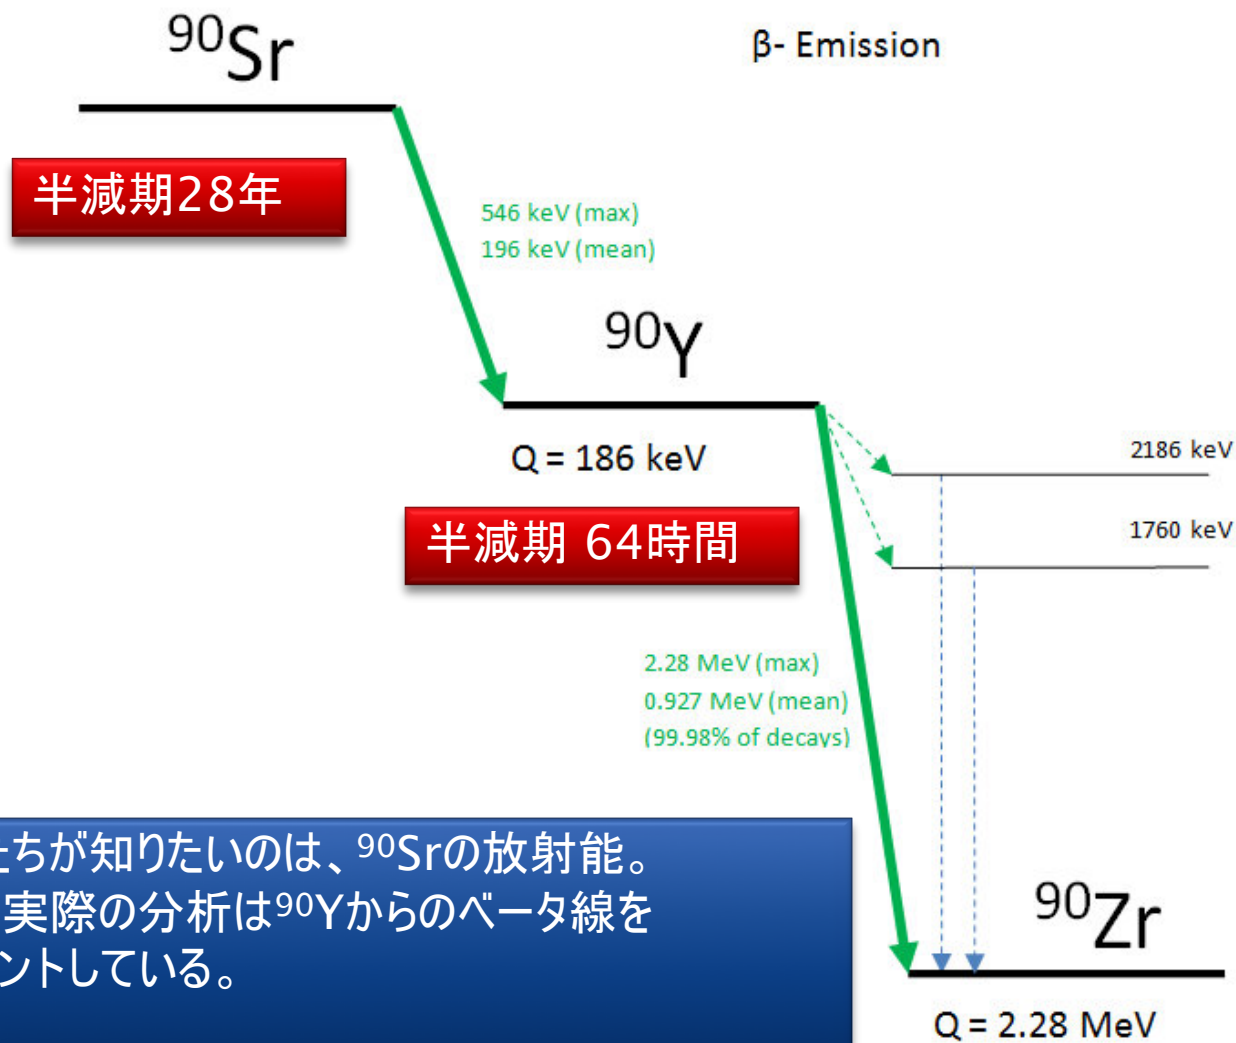 ⁹⁰Sr
β- Emission
半減期28年
546 keV (max)
196 keV (mean)
⁹⁰Y
Q = 186 keV
2186 keV
1760 keV
半減期 64時間
2.28 MeV (max)
0.927 MeV (mean)
(99.98% of decays)
ちが知りたいのは、⁹⁰Srの放射能。
実際の分析は⁹⁰Yからのベータ線を
ントしている。
⁹⁰Zr
Q = 2.28 MeV